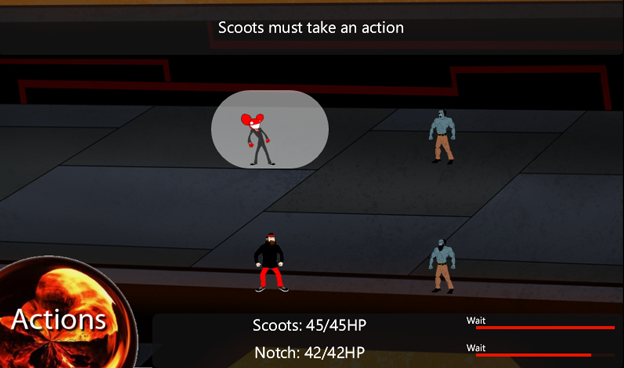 Scoots must take an action
Actions
Scoots: 45/45HP
Wait
Notch: 42/42HP
Wait